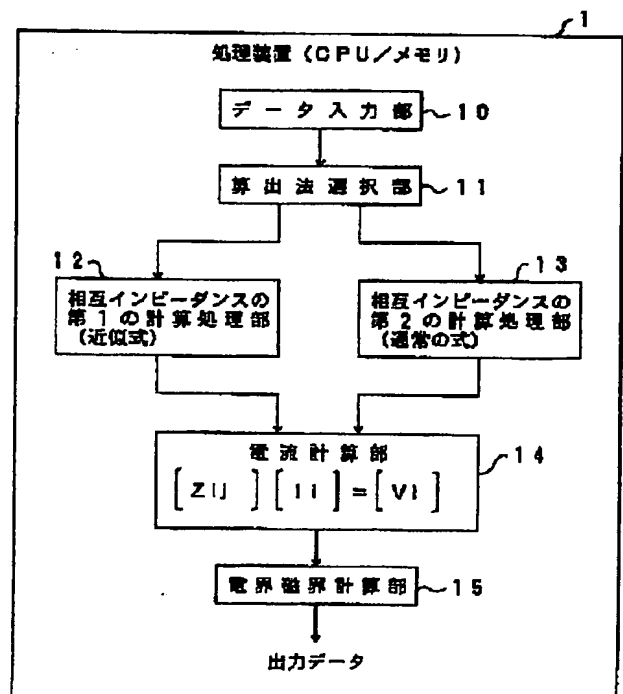 1
処理装置(CPU/メモリ)
データ入力部 10
算出法選択部 11
12
相互インピーダンスの
第1の計算処理部
(近似式)
13
相互インピーダンスの
第2の計算処理部
(通常の式)
電流計算部 14
[Zij][Ii]=[Vi]
電界磁界計算部 15
出力データ